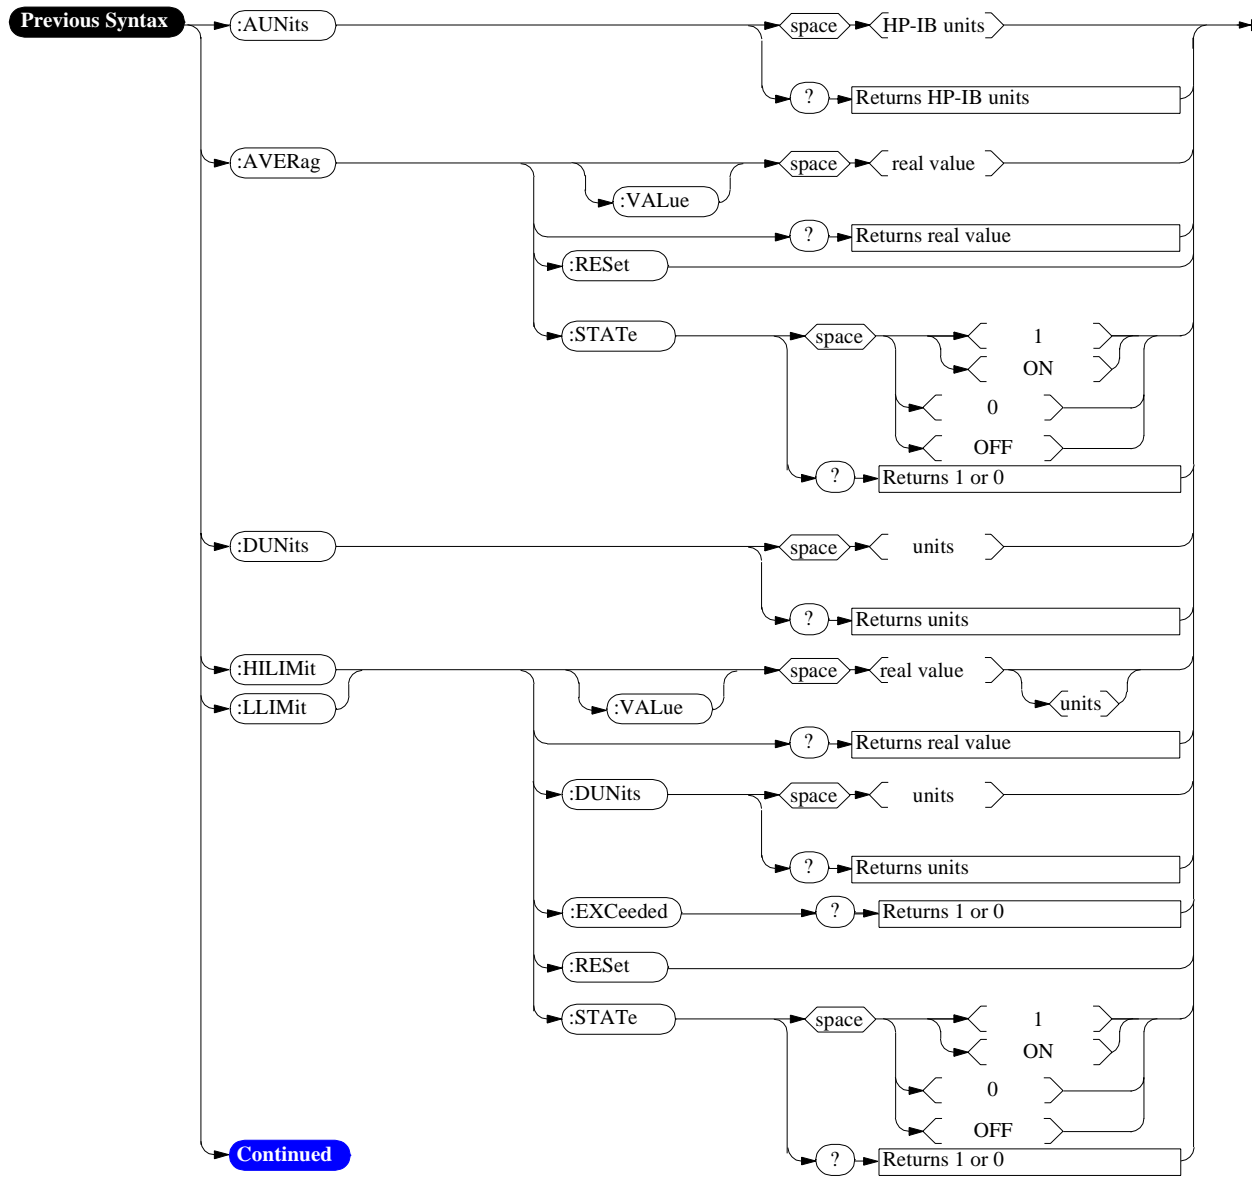 Previous Syntax :AUNits space HP-IB units
? Returns HP-IB units
:AVERag space real value
:VALue
? Returns real value
:RESet
:STATe space 1
ON
0
OFF
? Returns 1 or 0
:DUNits space units
? Returns units
:HILIMit space real value
:LLIMit :VALue units
? Returns real value
:DUNits space units
? Returns units
:EXCeeded ? Returns 1 or 0
:RESet
:STATe space 1
ON
0
OFF
Continued ? Returns 1 or 0